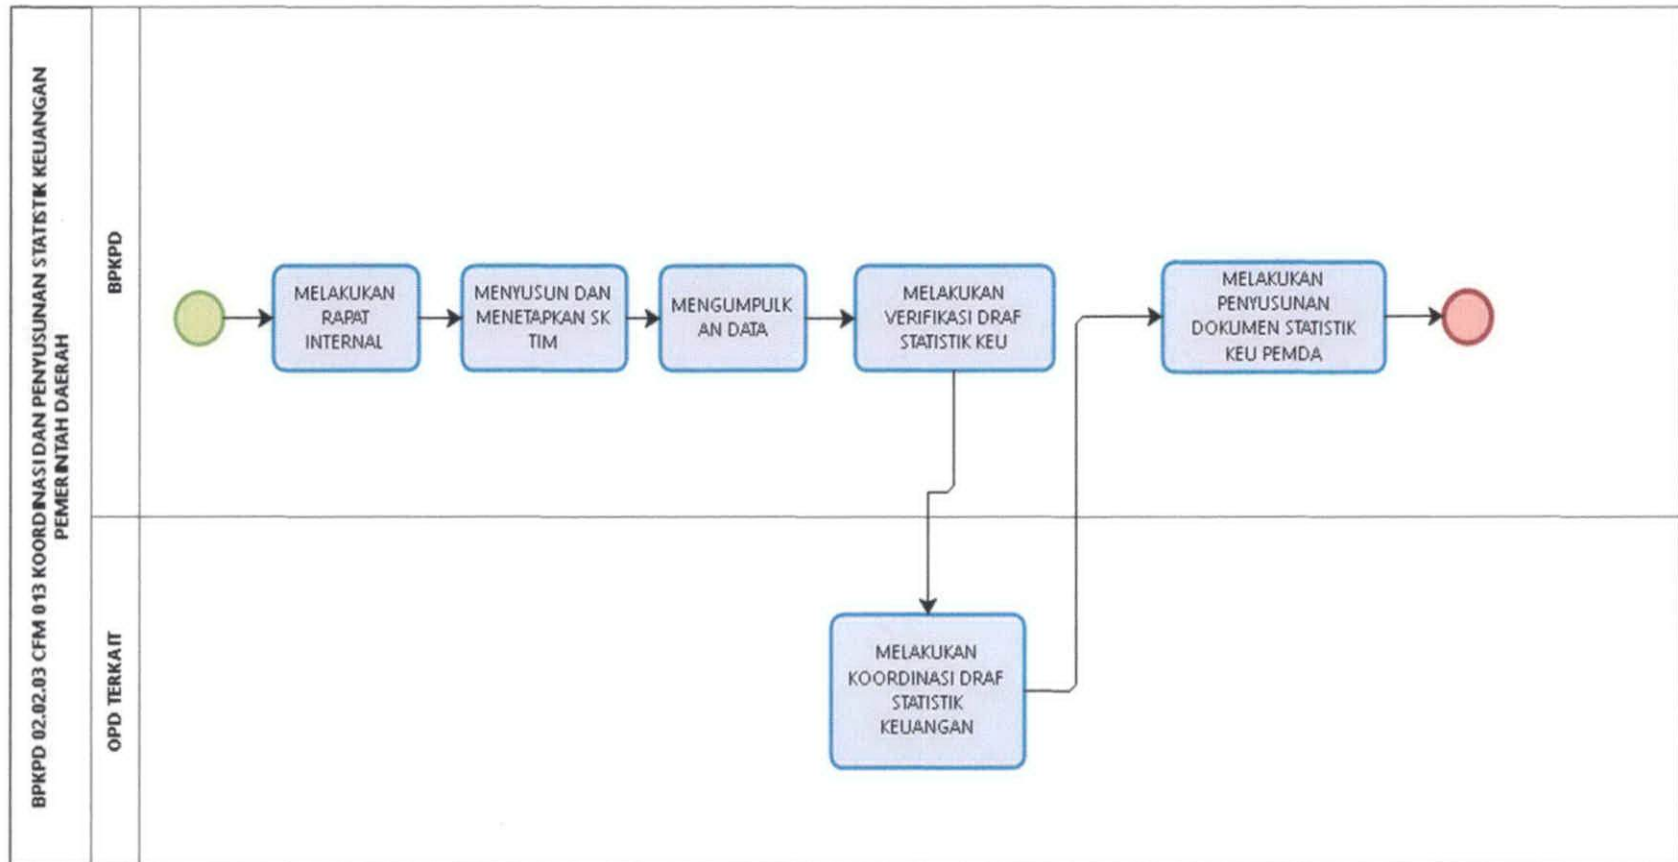 BPKPD 02.02.03 CFM 013 KOORDINASI DAN PENYUSUNAN STATISTIK KEUANGAN
PEMERINTAH DAERAH
BPKPD
MELAKUKAN
RAPAT
INTERNAL
MENYUSUN DAN
MENETAPKAN SK
TIM
MENGUMPULK
AN DATA
MELAKUKAN
VERIFIKASI DRAF
STATISTIK KEU
MELAKUKAN
PENYUSUNAN
DOKUMEN STATISTIK
KEU PEMDA
OPD TERKAIT
MELAKUKAN
KOORDINASI DRAF
STATISTIK
KEUANGAN